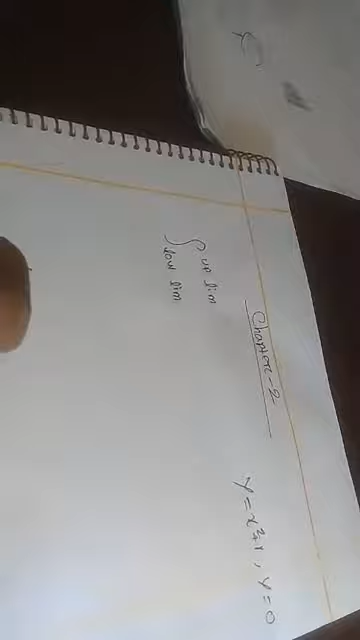 Chapter-2
y = x²+1, y = 0
∫ up lim
low lim